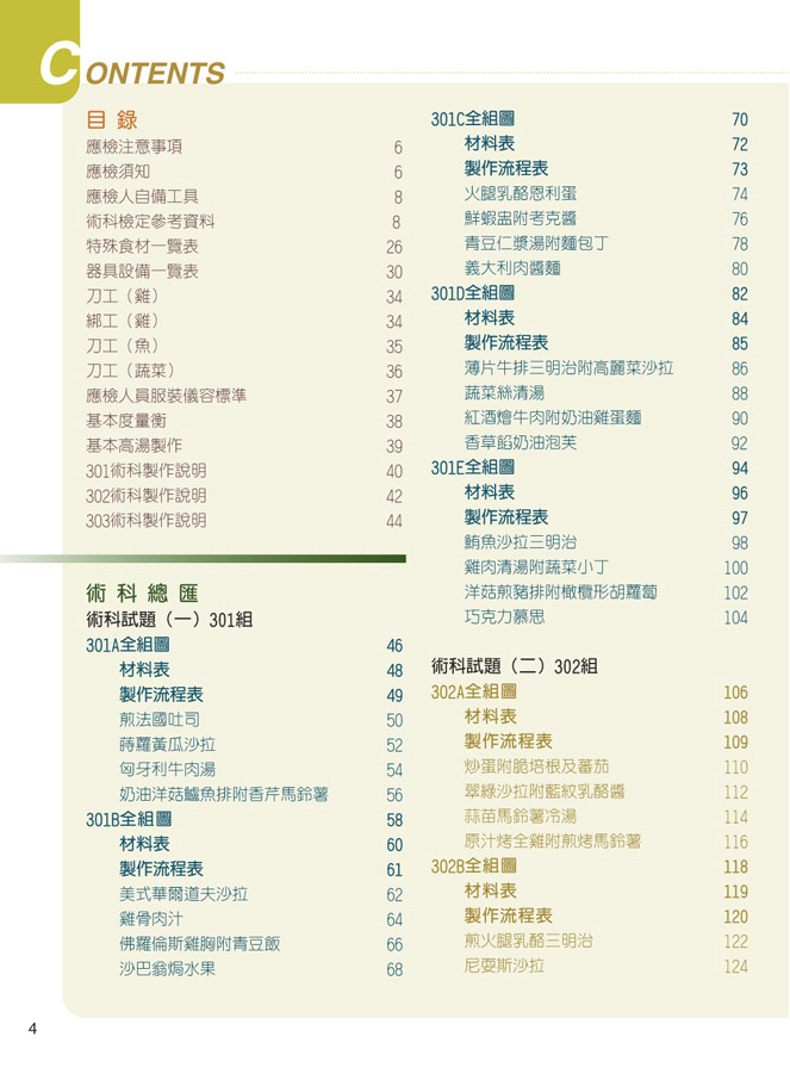 CONTENTS
目錄
應檢注意事項 6
應檢須知 6
應檢人自備工具 8
術科檢定參考資料 8
特殊食材一覽表 26
器具設備一覽表 30
刀工（雞） 34
綁工（雞） 34
刀工（魚） 35
刀工（蔬菜） 36
應檢人員服裝儀容標準 37
基本度量衡 38
基本高湯製作 39
301術科製作說明 40
302術科製作說明 42
303術科製作說明 44
術科總匯
術科試題（一）301組
301A全組圖 46
材料表 48
製作流程表 49
煎法國吐司 50
蒔蘿黃瓜沙拉 52
匈牙利牛肉湯 54
奶油洋菇鱸魚排附香芹馬鈴薯 56
301B全組圖 58
材料表 60
製作流程表 61
美式華爾道夫沙拉 62
雞骨肉汁 64
佛羅倫斯雞胸附青豆飯 66
沙巴翁焗水果 68
301C全組圖 70
材料表 72
製作流程表 73
火腿乳酪恩利蛋 74
鮮蝦盅附考克醬 76
青豆仁漿湯附麵包丁 78
義大利肉醬麵 80
301D全組圖 82
材料表 84
製作流程表 85
薄片牛排三明治附高麗菜沙拉 86
蔬菜絲清湯 88
紅酒燴牛肉附奶油雞蛋麵 90
香草餡奶油泡芙 92
301E全組圖 94
材料表 96
製作流程表 97
鮪魚沙拉三明治 98
雞肉清湯附蔬菜小丁 100
洋菇煎豬排附橄欖形胡蘿蔔 102
巧克力慕思 104
術科試題（二）302組
302A全組圖 106
材料表 108
製作流程表 109
炒蛋附脆培根及蕃茄 110
翠綠沙拉附藍紋乳酪醬 112
蒜苗馬鈴薯冷湯 114
原汁烤全雞附煎烤馬鈴薯 116
302B全組圖 118
材料表 119
製作流程表 120
煎火腿乳酪三明治 122
尼耍斯沙拉 124
4